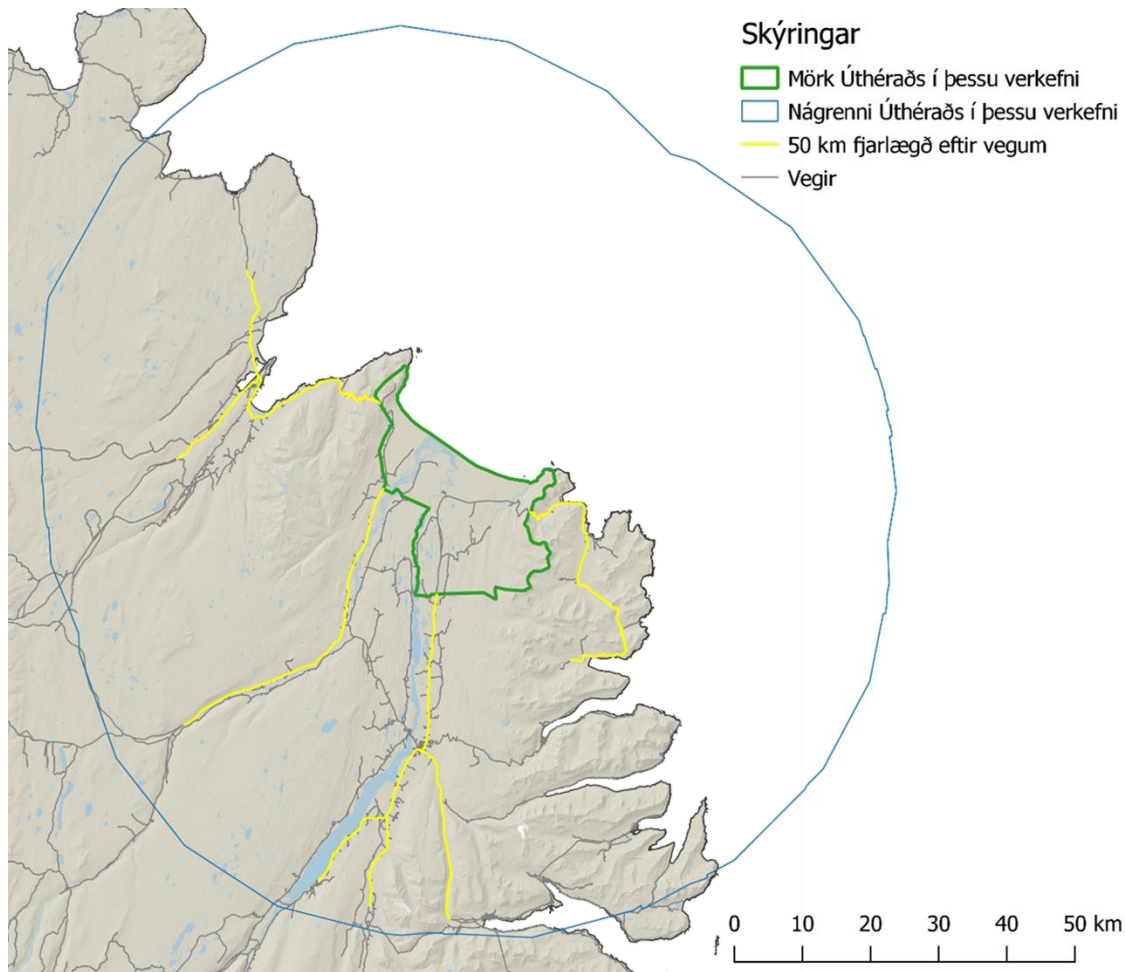 Skýringar
Mörk Úthéraðs í þessu verkefni
Nágrenni Úthéraðs í þessu verkefni
50 km fjarlægð eftir vegum
Vegir
0 10 20 30 40 50 km